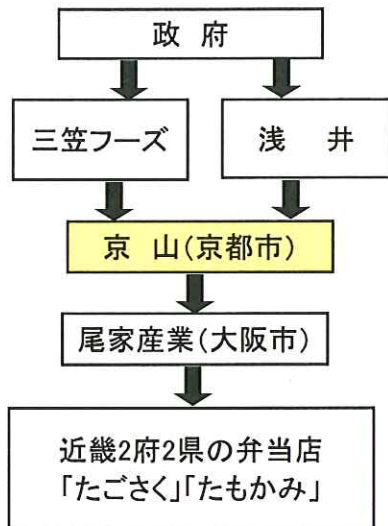 政 府
三笠フーズ
浅 井
京 山(京都市)
尾家産業(大阪市)
近畿2府2県の弁当店
「たごさく」「たもかみ」